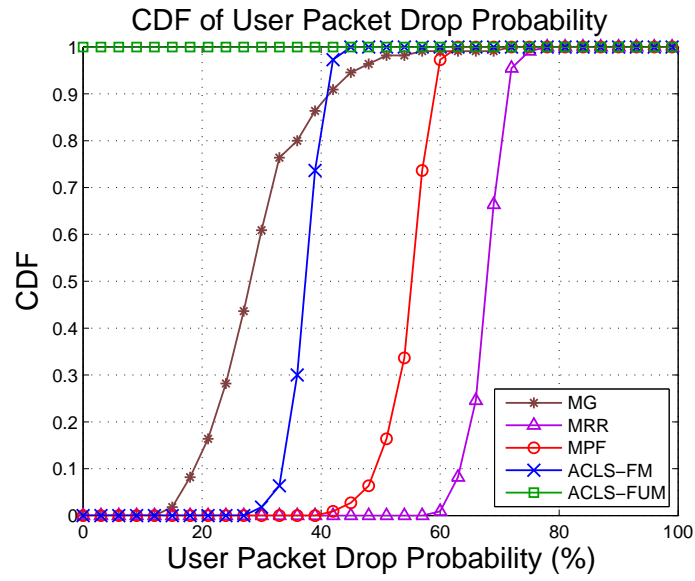 CDF of User Packet Drop Probability
1
0.9
0.8
0.7
0.6
0.5
0.4
0.3
0.2
0.1
0
CDF
MG
MRR
MPF
ACLS-FM
ACLS-FUM
0 20 40 60 80 100
User Packet Drop Probability (%)